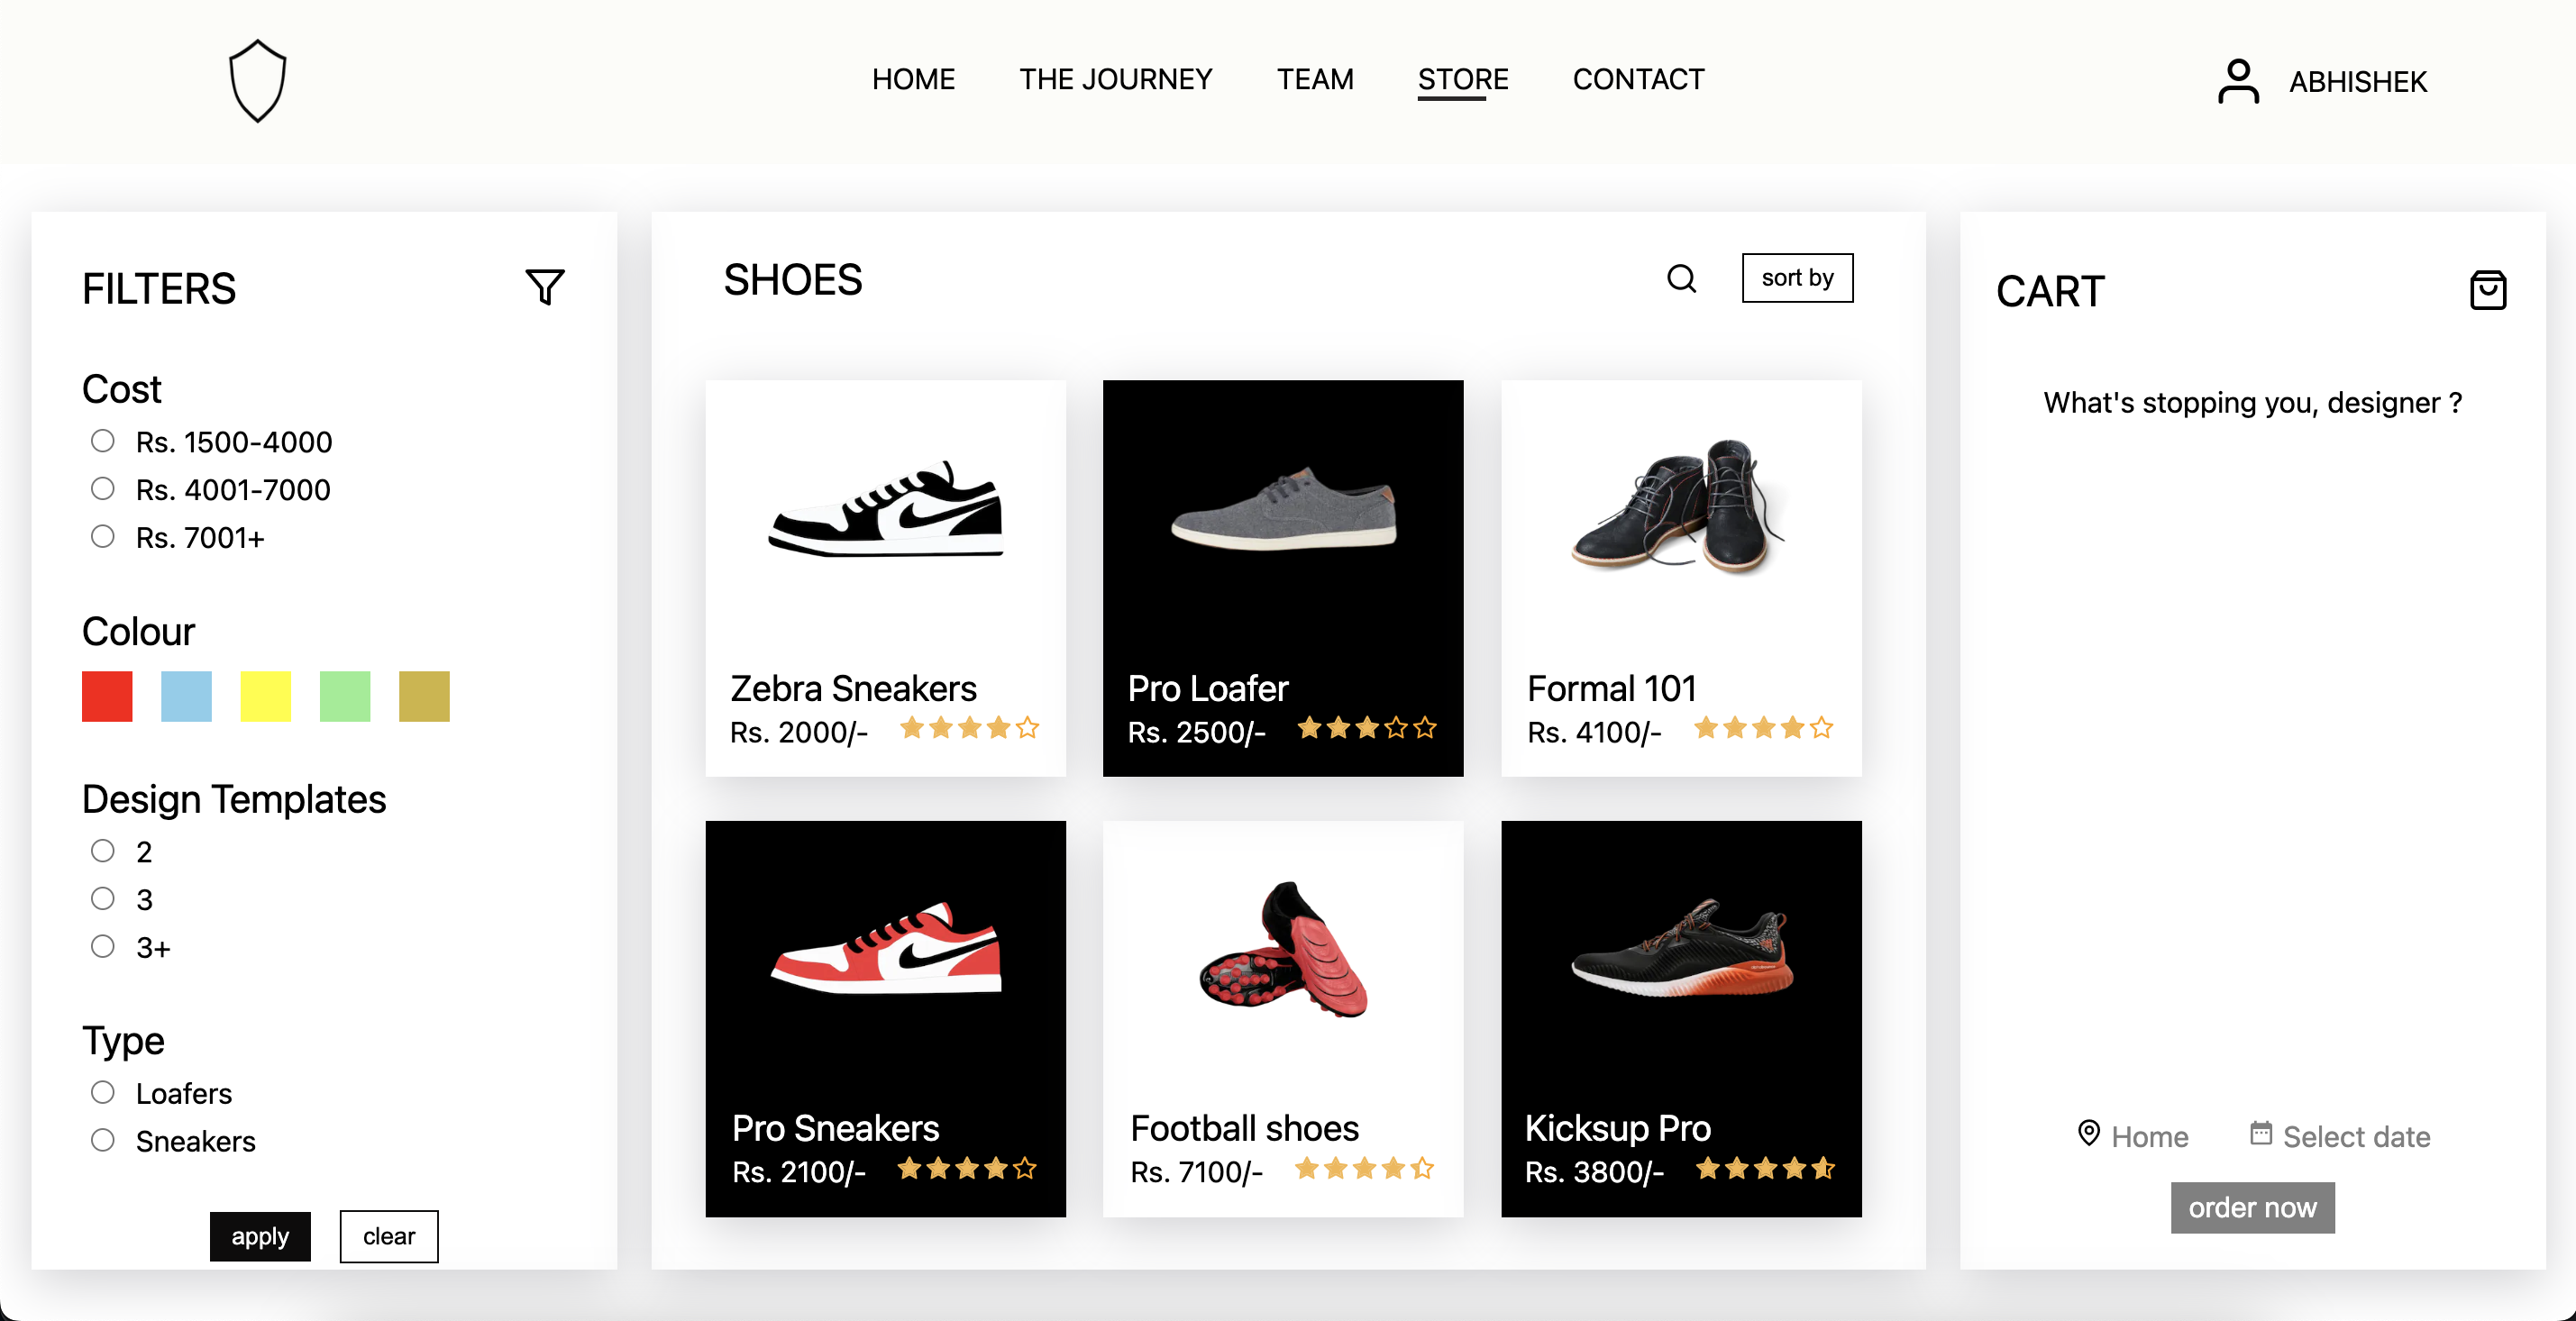 HOME THE JOURNEY TEAM STORE CONTACT ABHISHEK
FILTERS
Cost
Rs. 1500-4000
Rs. 4001-7000
Rs. 7001+
Colour
Design Templates
2
3
3+
Type
Loafers
Sneakers
apply clear
SHOES sort by
Zebra Sneakers
Rs. 2000/-
Pro Loafer
Rs. 2500/-
Formal 101
Rs. 4100/-
Pro Sneakers
Rs. 2100/-
Football shoes
Rs. 7100/-
Kicksup Pro
Rs. 3800/-
CART
What's stopping you, designer ?
Home Select date
order now